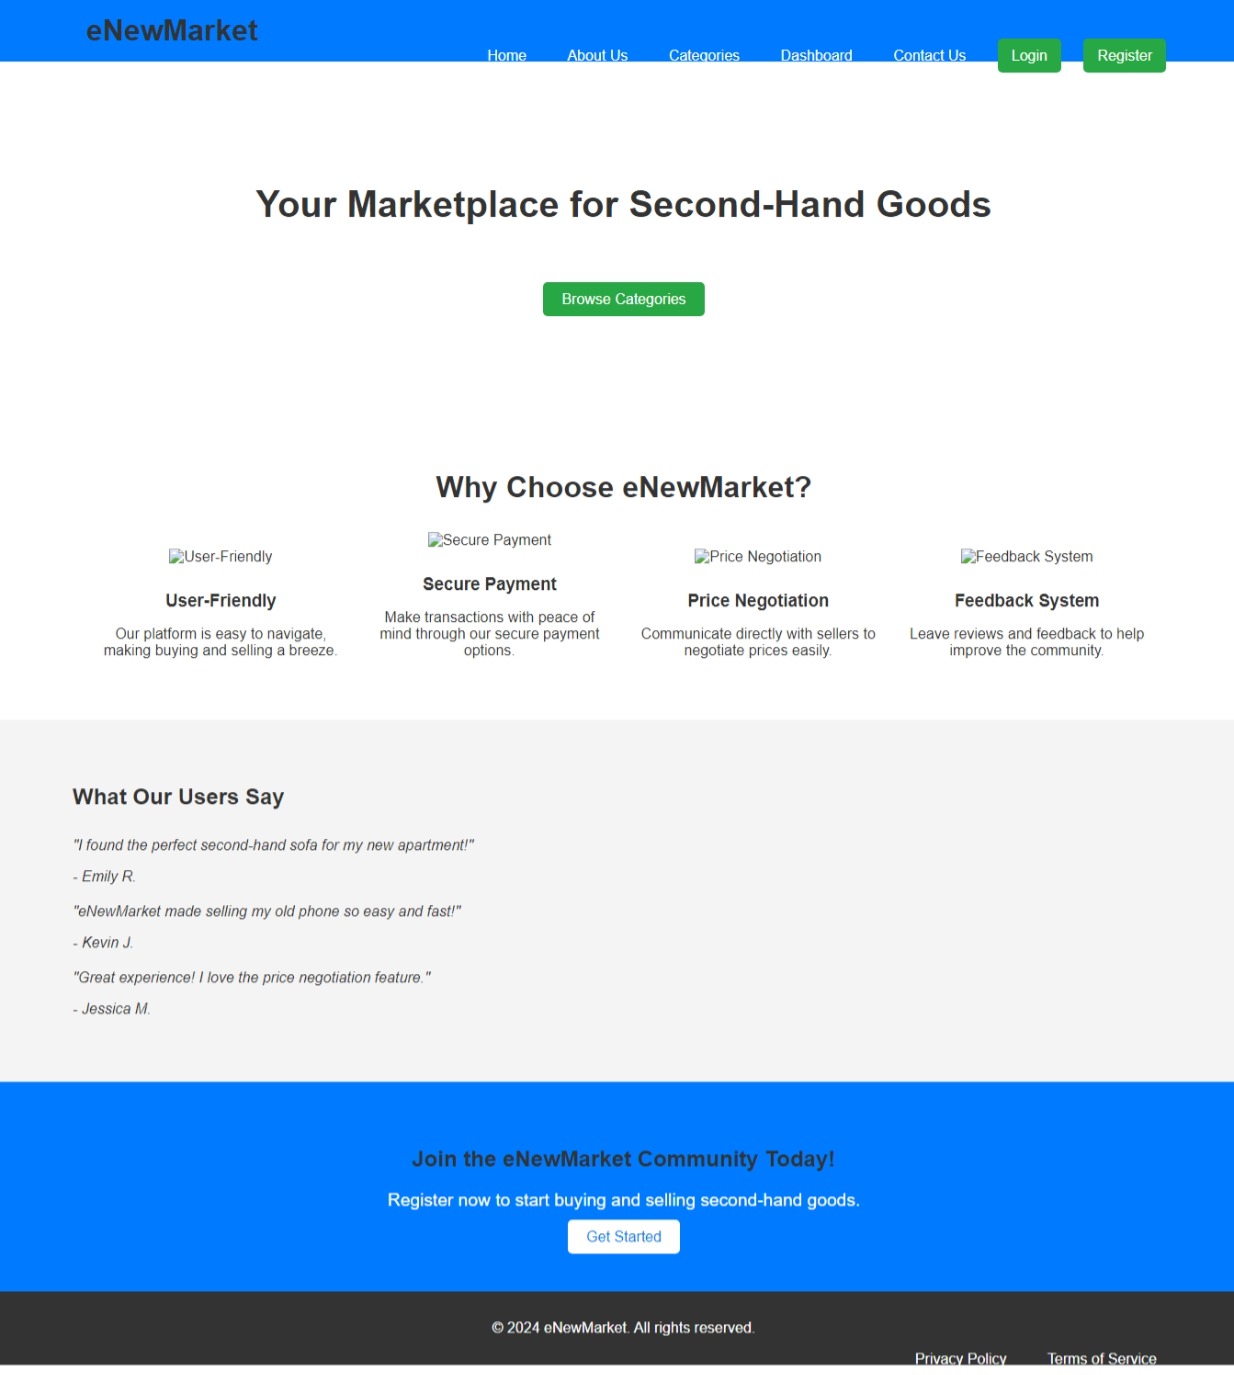 eNewMarket
Home About Us Categories Dashboard Contact Us Login Register
Your Marketplace for Second-Hand Goods
Browse Categories
Why Choose eNewMarket?
User-Friendly
User-Friendly
Our platform is easy to navigate,
making buying and selling a breeze.
Secure Payment
Secure Payment
Make transactions with peace of
mind through our secure payment
options.
Price Negotiation
Price Negotiation
Communicate directly with sellers to
negotiate prices easily.
Feedback System
Feedback System
Leave reviews and feedback to help
improve the community.
What Our Users Say
"I found the perfect second-hand sofa for my new apartment!"
- Emily R.
"eNewMarket made selling my old phone so easy and fast!"
- Kevin J.
"Great experience! I love the price negotiation feature."
- Jessica M.
Join the eNewMarket Community Today!
Register now to start buying and selling second-hand goods.
Get Started
© 2024 eNewMarket. All rights reserved.
Privacy Policy Terms of Service